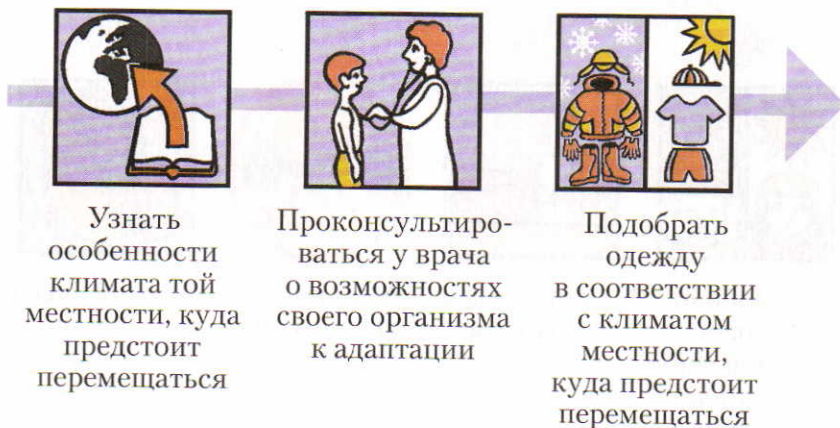 Узнать
особенности
климата той
местности, куда
предстоит
перемещаться
Проконсультиро-
ваться у врача
о возможностях
своего организма
к адаптации
Подобрать
одежду
в соответствии
с климатом
местности,
куда предстоит
перемещаться